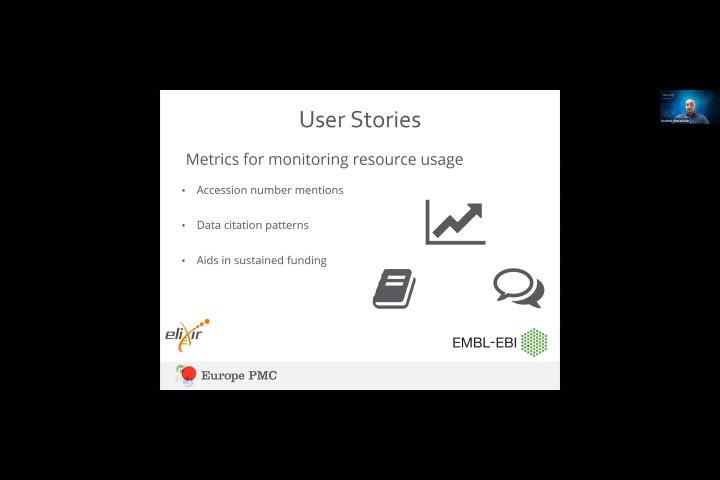 User Stories
Metrics for monitoring resource usage
• Accession number mentions
• Data citation patterns
• Aids in sustained funding
elixir
EMBL-EBI
Europe PMC